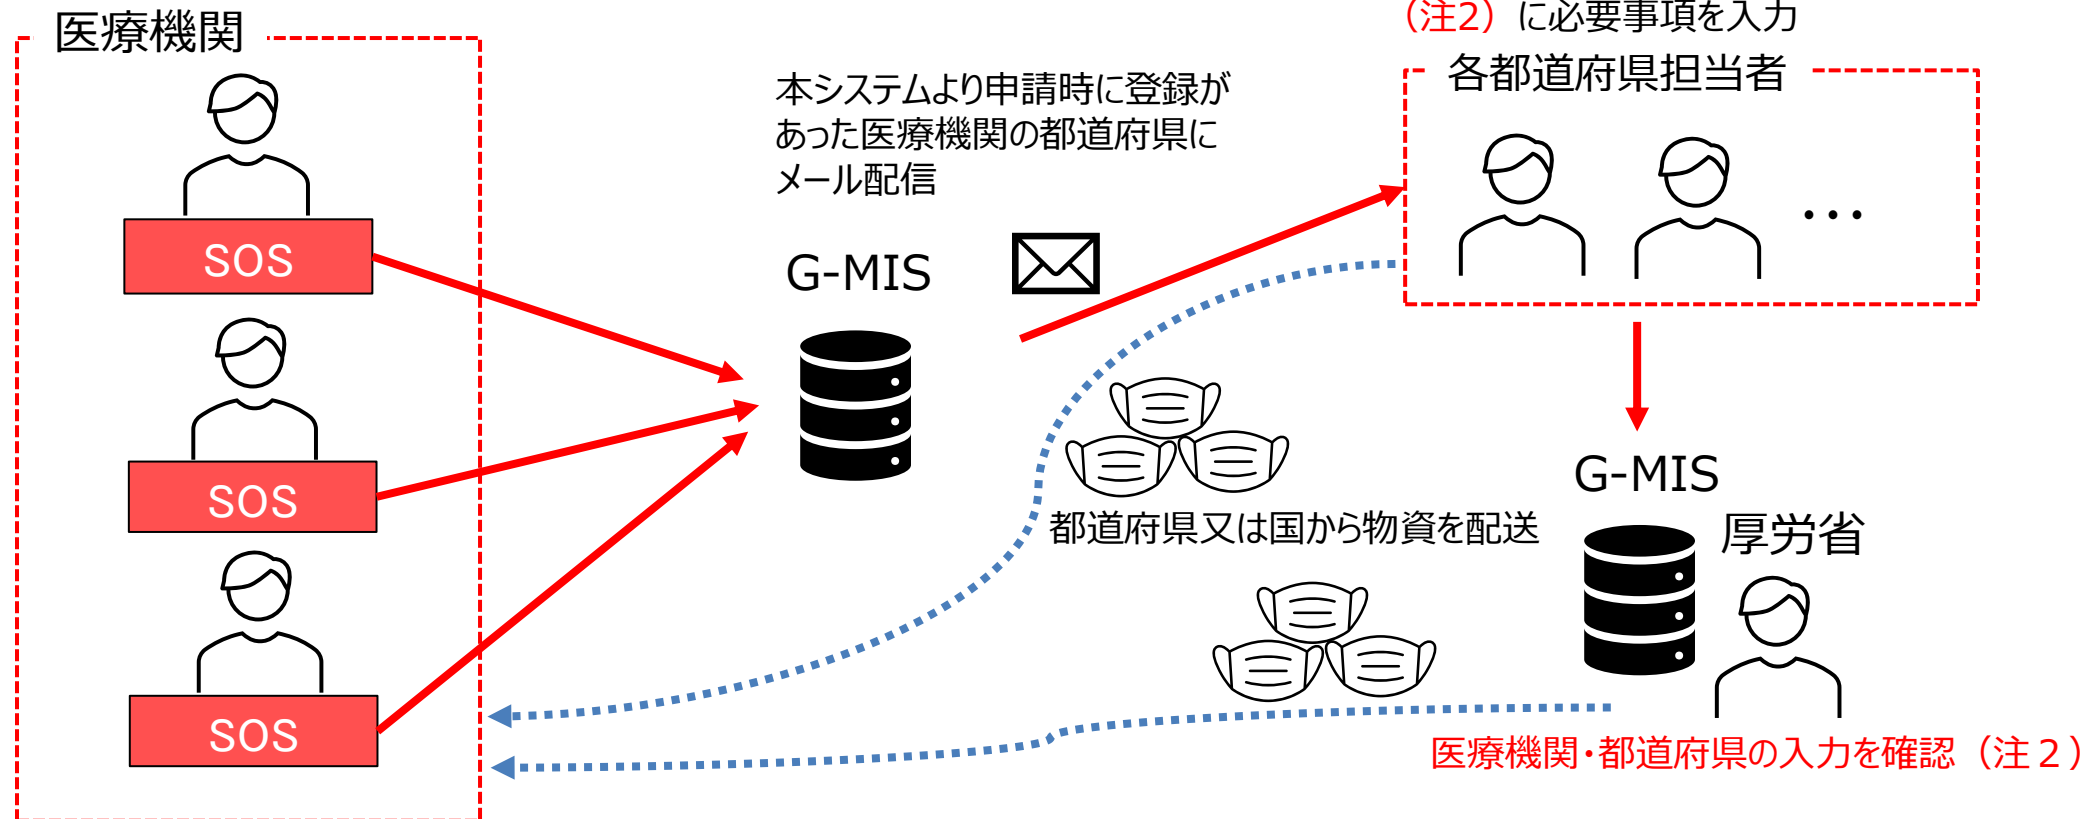 医療機関
SOS
SOS
SOS
本システムより申請時に登録が
あった医療機関の都道府県に
メール配信
G-MIS
（注2）に必要事項を入力
各都道府県担当者
…
都道府県又は国から物資を配送
G-MIS
厚労省
医療機関・都道府県の入力を確認（注２）